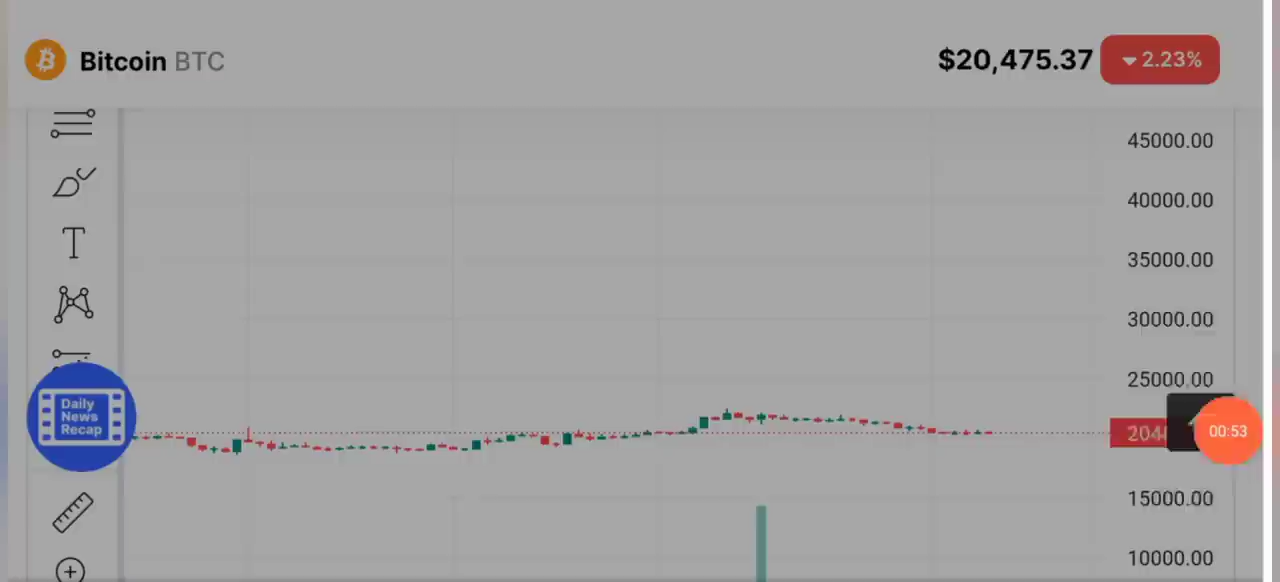 Bitcoin BTC
$20,475.37
2.23%
45000.00
40000.00
35000.00
30000.00
25000.00
Daily
News
Recap
204
00:53
15000.00
10000.00